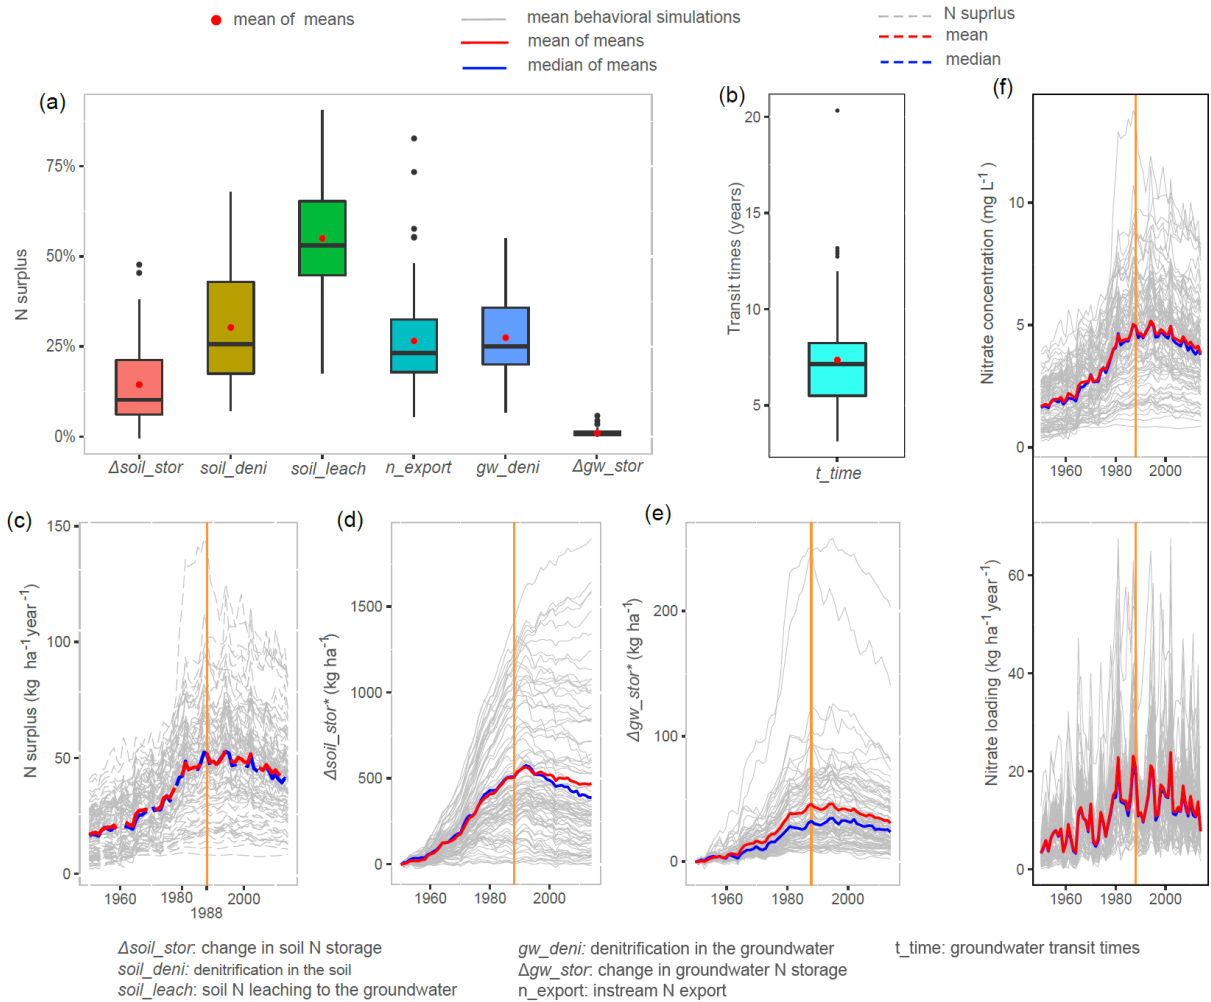 mean of means
mean behavioral simulations
mean of means
median of means
N suprlus
mean
median
(a)
N surplus
75%
50%
25%
0%
Δsoil_stor
soil_deni
soil_leach
n_export
gw_deni
Δgw_stor
(b)
Transit times (years)
20
15
10
5
t_time
(f)
Nitrate concentration (mg L⁻¹)
10
5
0
1960
1980
2000
(c)
N surplus (kg ha⁻¹year⁻¹)
150
100
50
0
1960
1980
2000
1988
(d)
Δsoil_stor* (kg ha⁻¹)
1500
1000
500
0
1960
1980
2000
(e)
Δgw_stor* (kg ha⁻¹)
200
100
0
1960
1980
2000
Nitrate loading (kg ha⁻¹ year⁻¹)
60
40
20
0
1960
1980
2000
Δsoil_stor: change in soil N storage
soil_deni: denitrification in the soil
soil_leach: soil N leaching to the groundwater
gw_deni: denitrification in the groundwater
Δgw_stor: change in groundwater N storage
n_export: instream N export
t_time: groundwater transit times